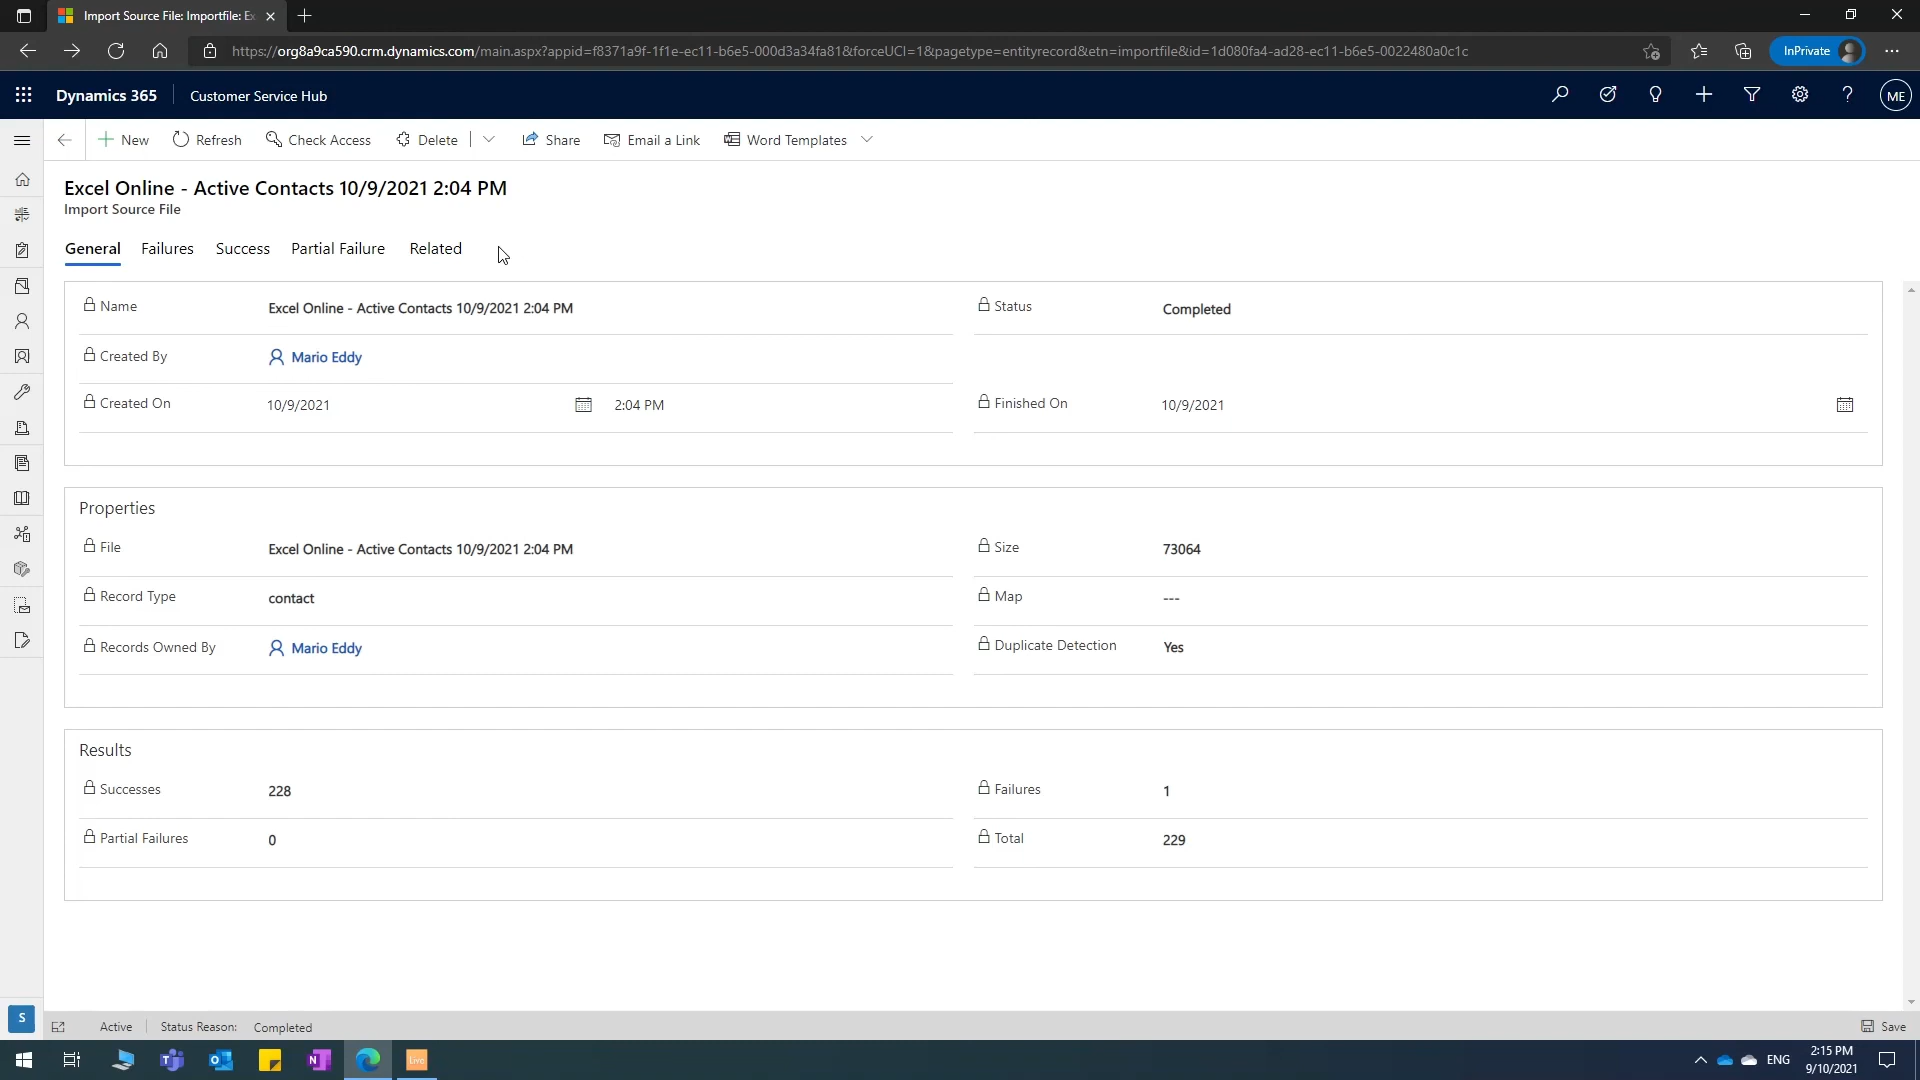 Import Source File: Importfile: Ex
https://org8a9ca590.crm.dynamics.com/main.aspx?appid=f8371a9f-1f1e-ec11-b6e5-000d3a34fa81&forceUCI=1&pagetype=entityrecord&etn=importfile&id=1d080fa4-ad28-ec11-b6e5-0022480a0c1c
InPrivate
Dynamics 365
Customer Service Hub
ME
New
Refresh
Check Access
Delete
Share
Email a Link
Word Templates
Excel Online - Active Contacts 10/9/2021 2:04 PM
Import Source File
General
Failures
Success
Partial Failure
Related
Name
Excel Online - Active Contacts 10/9/2021 2:04 PM
Status
Completed
Created By
Mario Eddy
Created On
10/9/2021
2:04 PM
Finished On
10/9/2021
Properties
File
Excel Online - Active Contacts 10/9/2021 2:04 PM
Size
73064
Record Type
contact
Map
---
Records Owned By
Mario Eddy
Duplicate Detection
Yes
Results
Successes
228
Failures
1
Partial Failures
0
Total
229
S
Active
Status Reason:
Completed
Save
Live
ENG
2:15 PM
9/10/2021